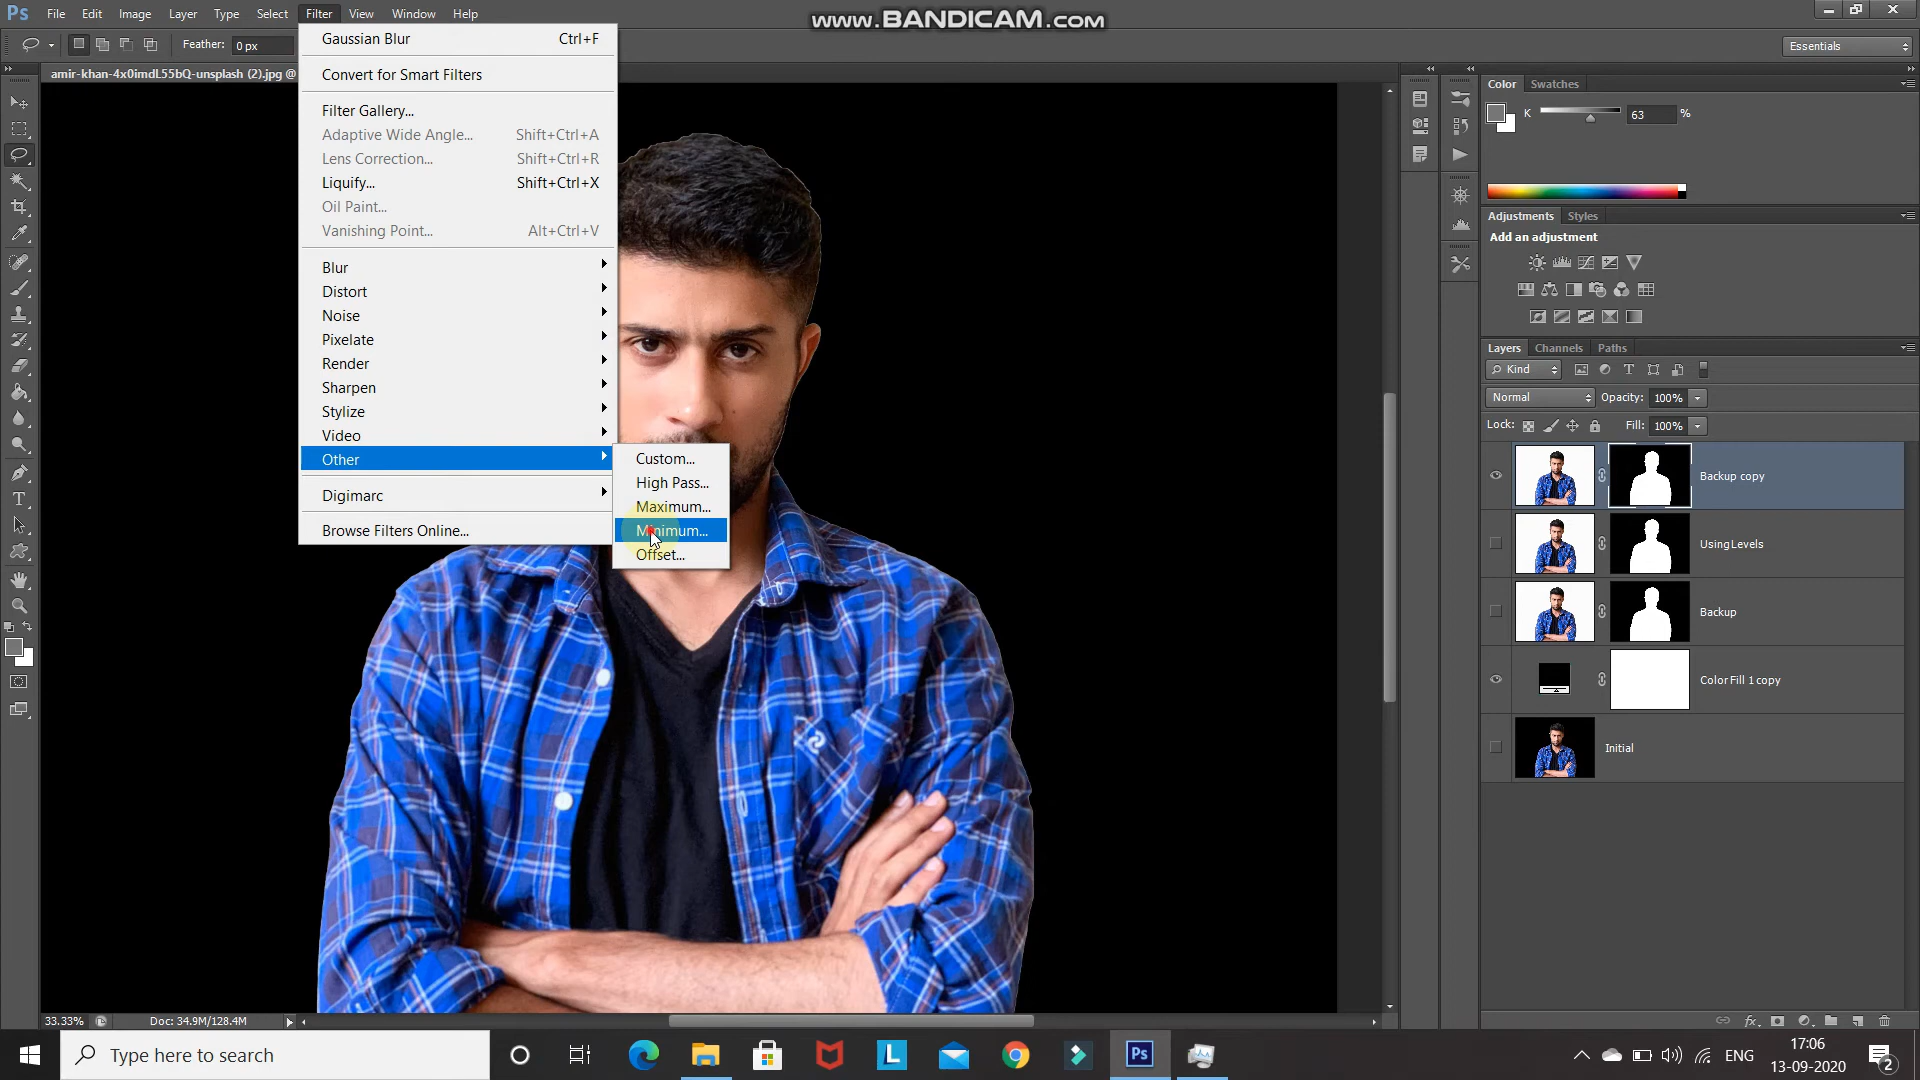 Ps File Edit Image Layer Type Select Filter View Window Help
www.BANDICAM.com
Feather: 0 px
Essentials
amir-khan-4x0imdL55bQ-unsplash (2).jpg @
Gaussian Blur Ctrl+F
Convert for Smart Filters
Filter Gallery...
Adaptive Wide Angle... Shift+Ctrl+A
Lens Correction... Shift+Ctrl+R
Liquify... Shift+Ctrl+X
Oil Paint...
Vanishing Point... Alt+Ctrl+V
Blur
Distort
Noise
Pixelate
Render
Sharpen
Stylize
Video
Other
Digimarc
Browse Filters Online...
Custom...
High Pass...
Maximum...
Minimum...
Offset...
Color Swatches
K 63 %
Adjustments Styles
Add an adjustment
Layers Channels Paths
Kind
Normal Opacity: 100%
Lock: Fill: 100%
Backup copy
UsingLevels
Backup
Color Fill 1 copy
Initial
fx
33.33% Doc: 34.9M/128.4M
Type here to search
L
Ps
ENG
17:06
13-09-2020
2